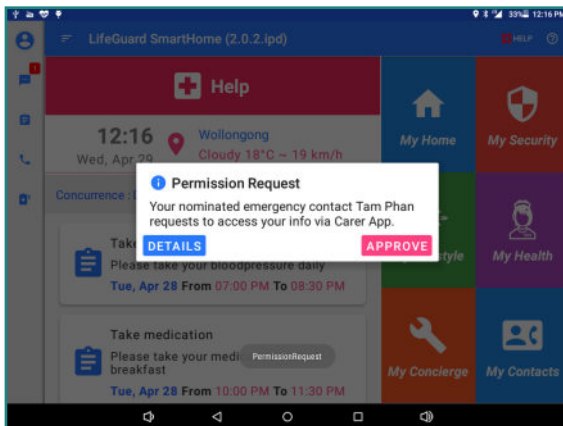 33% 12:16 PM
LifeGuard SmartHome (2.0.2.ipd)
HELP
1
Help
12:16
Wed, Apr 29
Wollongong
Cloudy 18°C ~ 19 km/h
My Home
My Security
Concurrence :
Permission Request
Your nominated emergency contact Tam Phan
requests to access your info via Carer App.
DETAILS
APPROVE
Take
Please take your bloodpressure daily
Tue, Apr 28 From 07:00 PM To 08:30 PM
style
My Health
Take medication
Please take your medi
breakfast
PermissionRequest
Tue, Apr 28 From 10:00 PM To 11:30 PM
My Concierge
My Contacts